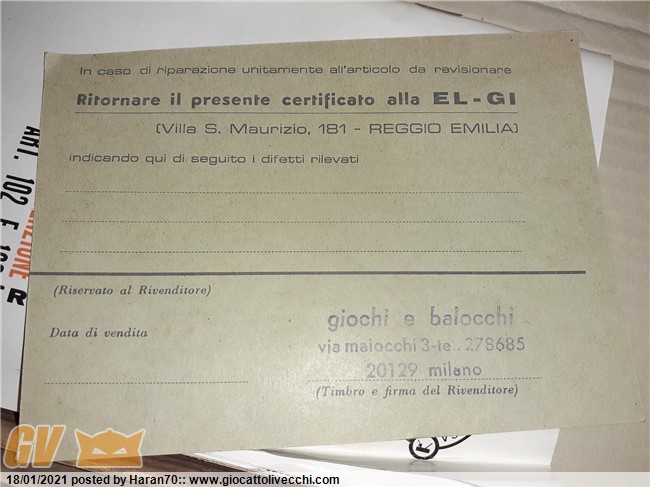 In caso di riparazione unitamente all'articolo da revisionare
Ritornare il presente certificato alla EL-GI
(Villa S. Maurizio, 181 - REGGIO EMILIA)
indicando qui di seguito i difetti rilevati
(Riservato al Rivenditore)
Data di vendita
giochi e balocchi
via maiocchi 3-te.. 278685
20129 milano
(Timbro e firma del Rivenditore)
ART. 102 E
GV
18/01/2021 posted by Haran70:: www.giocattolivecchi.com